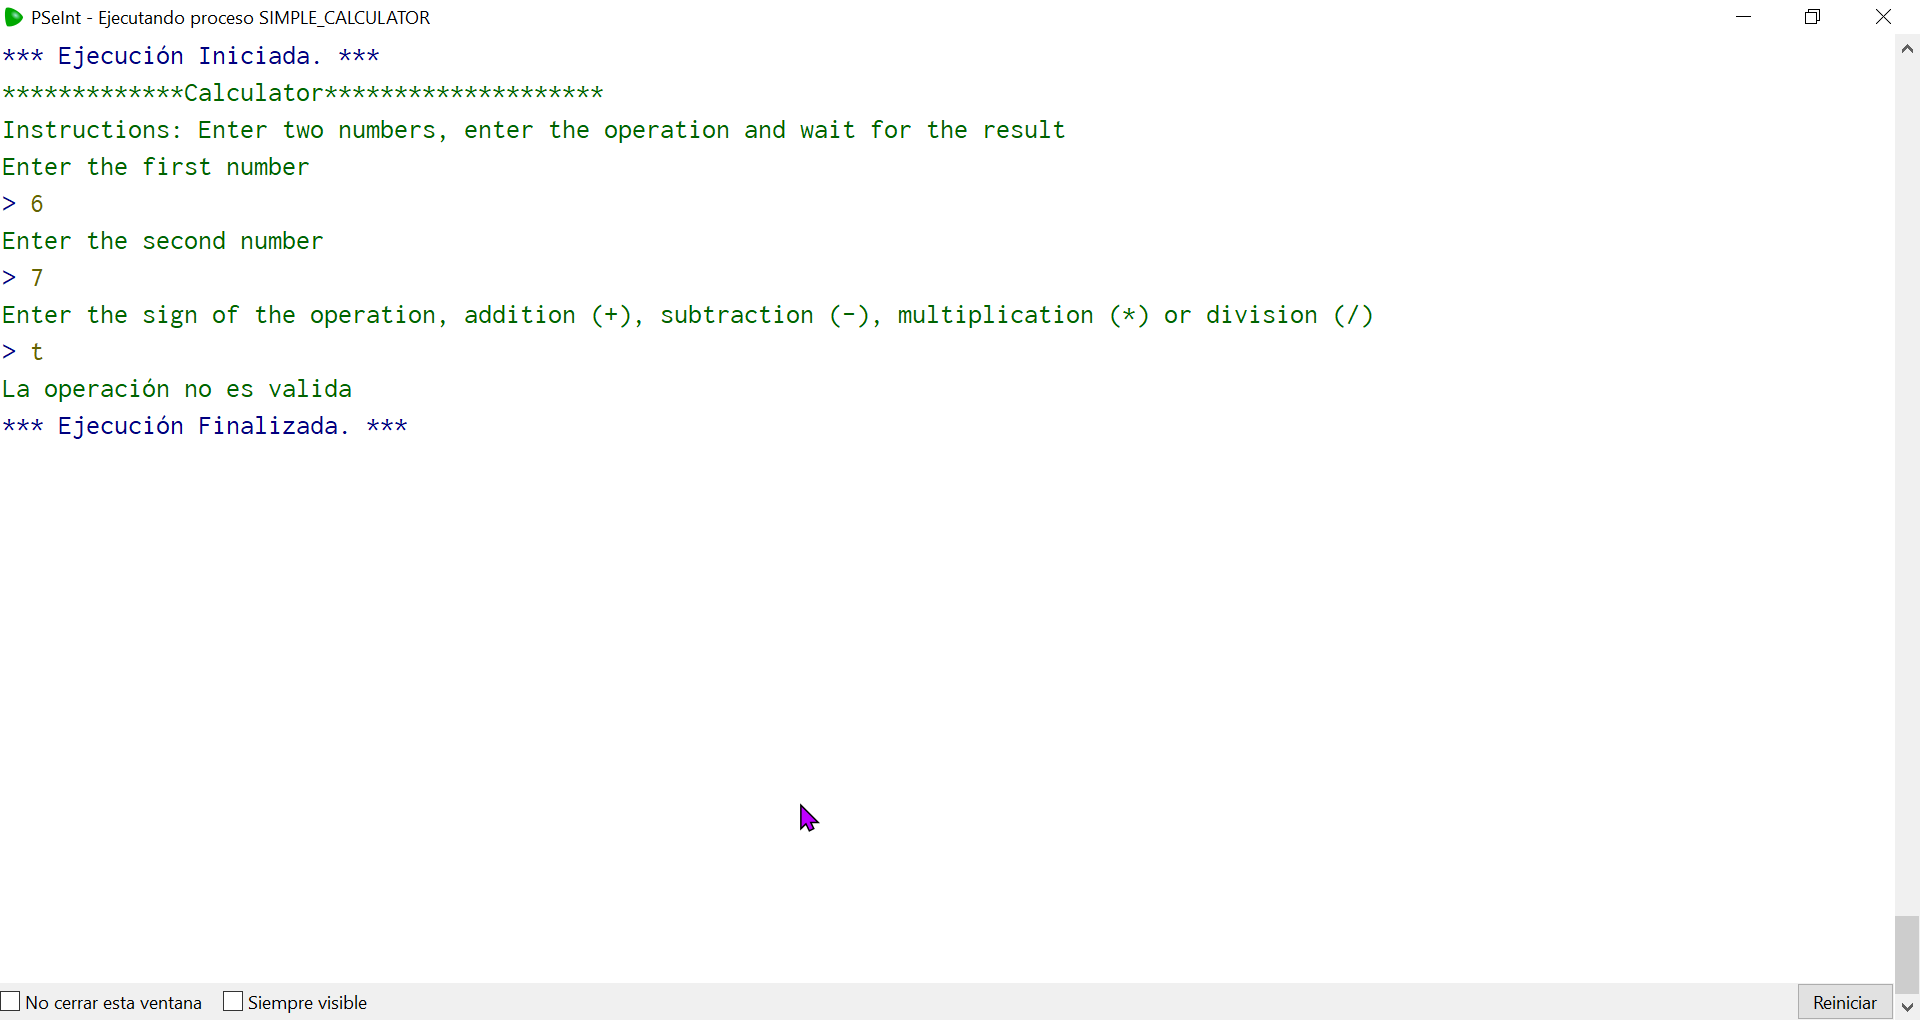 PSeInt - Ejecutando proceso SIMPLE_CALCULATOR
*** Ejecución Iniciada. ***
*************Calculator********************
Instructions: Enter two numbers, enter the operation and wait for the result
Enter the first number
> 6
Enter the second number
> 7
Enter the sign of the operation, addition (+), subtraction (-), multiplication (*) or division (/)
> t
La operación no es valida
*** Ejecución Finalizada. ***
No cerrar esta ventana Siempre visible Reiniciar